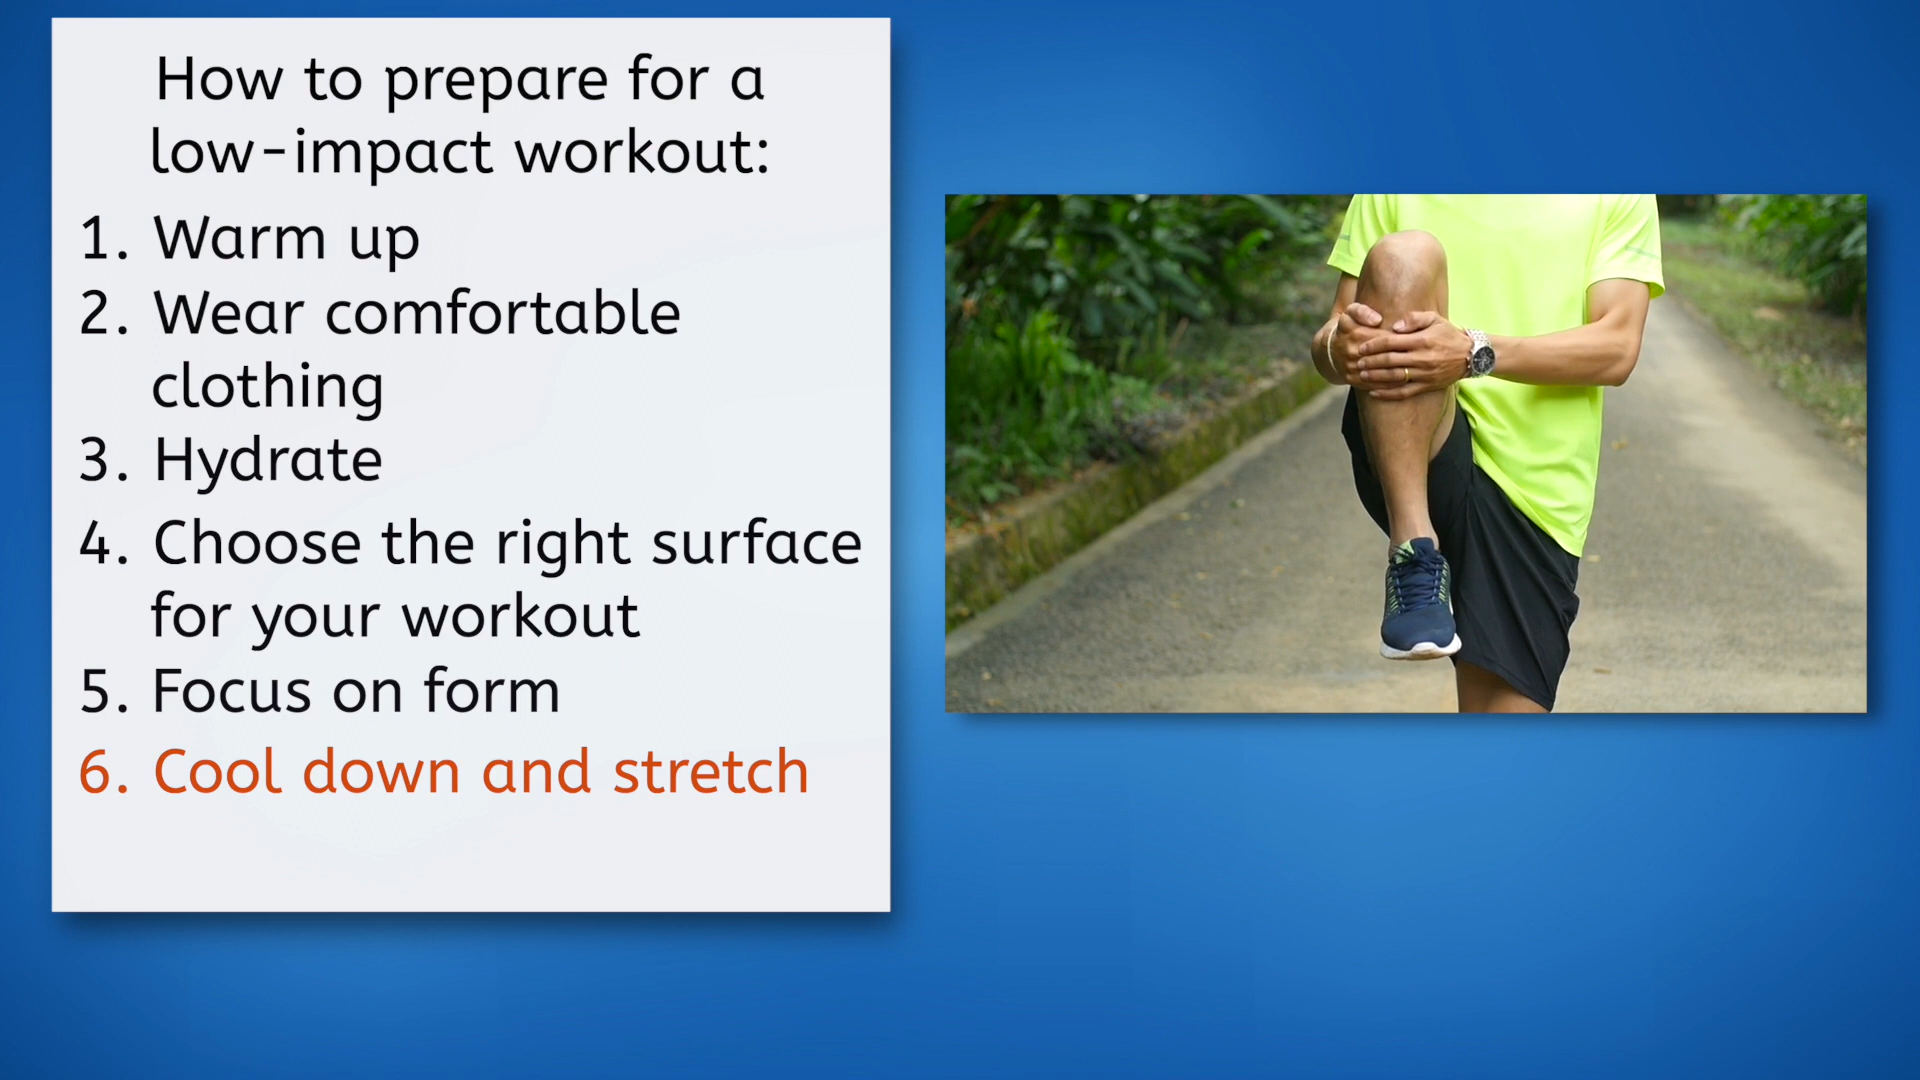 How to prepare for a
low-impact workout:
1. Warm up
2. Wear comfortable
clothing
3. Hydrate
4. Choose the right surface
for your workout
5. Focus on form
6. Cool down and stretch